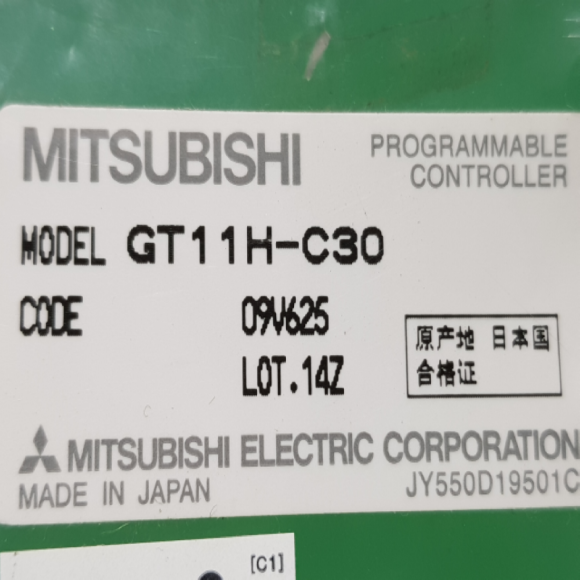 MITSUBISHI
PROGRAMMABLE
CONTROLLER
MODEL GT11H-C30
CODE 09V625
LOT.14Z
原产地 日本国
合格证
MITSUBISHI ELECTRIC CORPORATION
MADE IN JAPAN JY550D19501C
[C1]